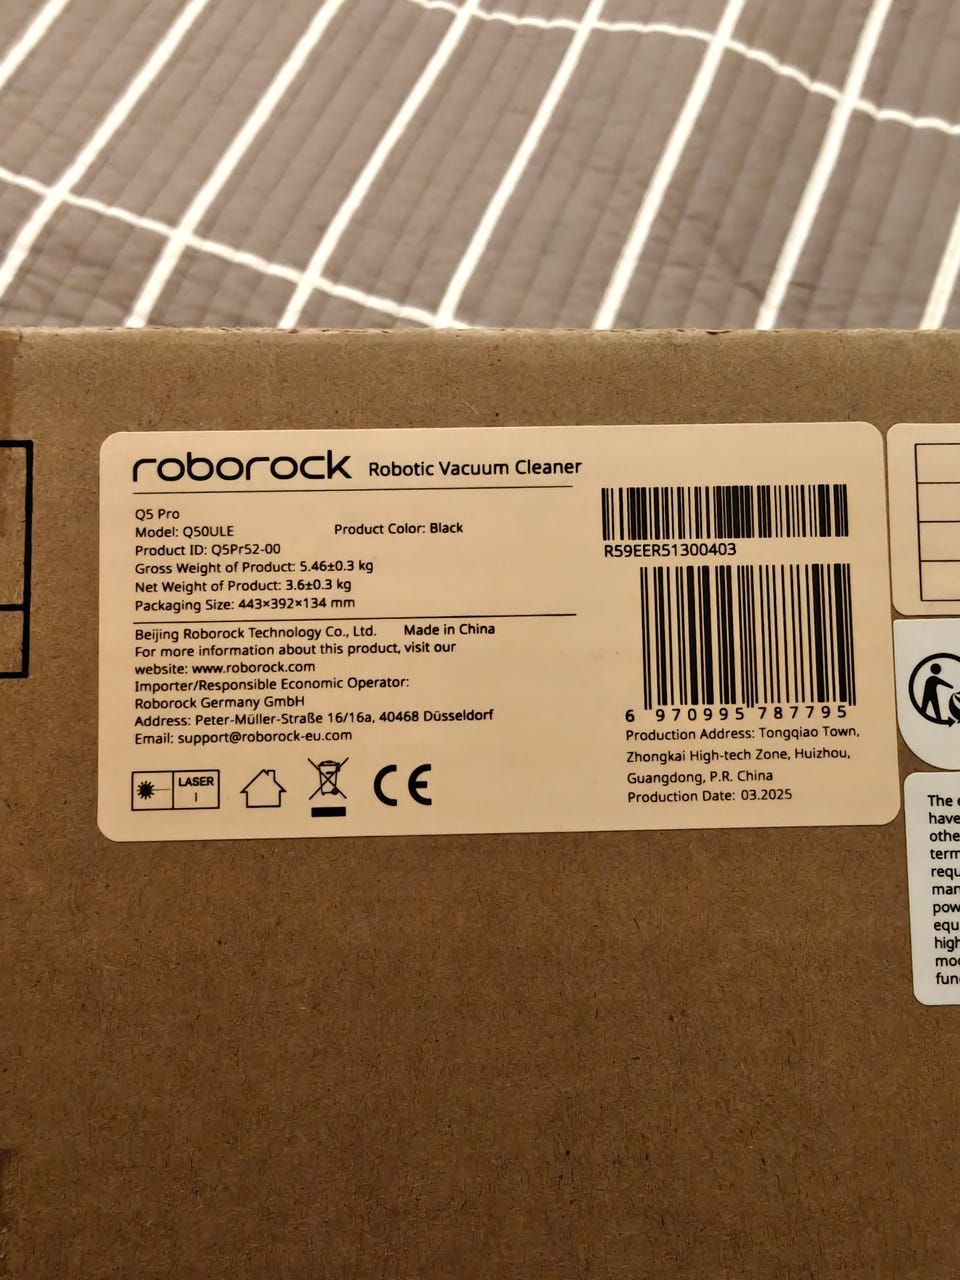 roborock Robotic Vacuum Cleaner
Q5 Pro
Model: Q50ULE Product Color: Black
Product ID: Q5Pr52-00
Gross Weight of Product: 5.46±0.3 kg
Net Weight of Product: 3.6±0.3 kg
Packaging Size: 443×392×134 mm
Beijing Roborock Technology Co., Ltd. Made in China
For more information about this product, visit our
website: www.roborock.com
Importer/Responsible Economic Operator:
Roborock Germany GmbH
Address: Peter-Müller-Straße 16/16a, 40468 Düsseldorf
Email: support@roborock-eu.com
LASER
1
CE
R59EER51300403
6 970995 787795
Production Address: Tongqiao Town,
Zhongkai High-tech Zone, Huizhou,
Guangdong, P.R. China
Production Date: 03.2025
The
have